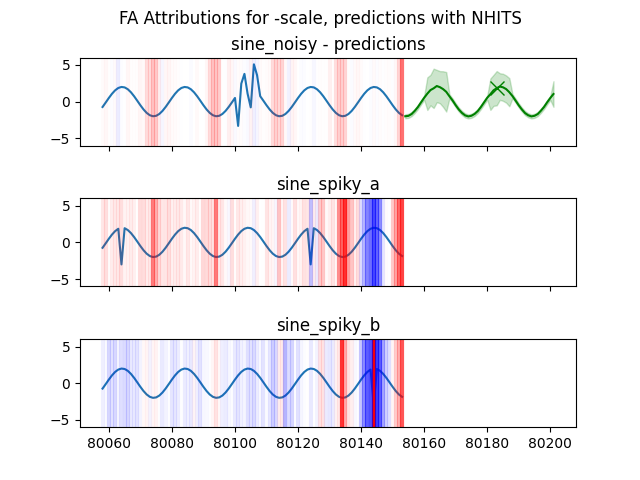 FA Attributions for -scale, predictions with NHITS
sine_noisy - predictions
5
0
−5
sine_spiky_a
5
0
−5
sine_spiky_b
5
0
−5
80060 80080 80100 80120 80140 80160 80180 80200